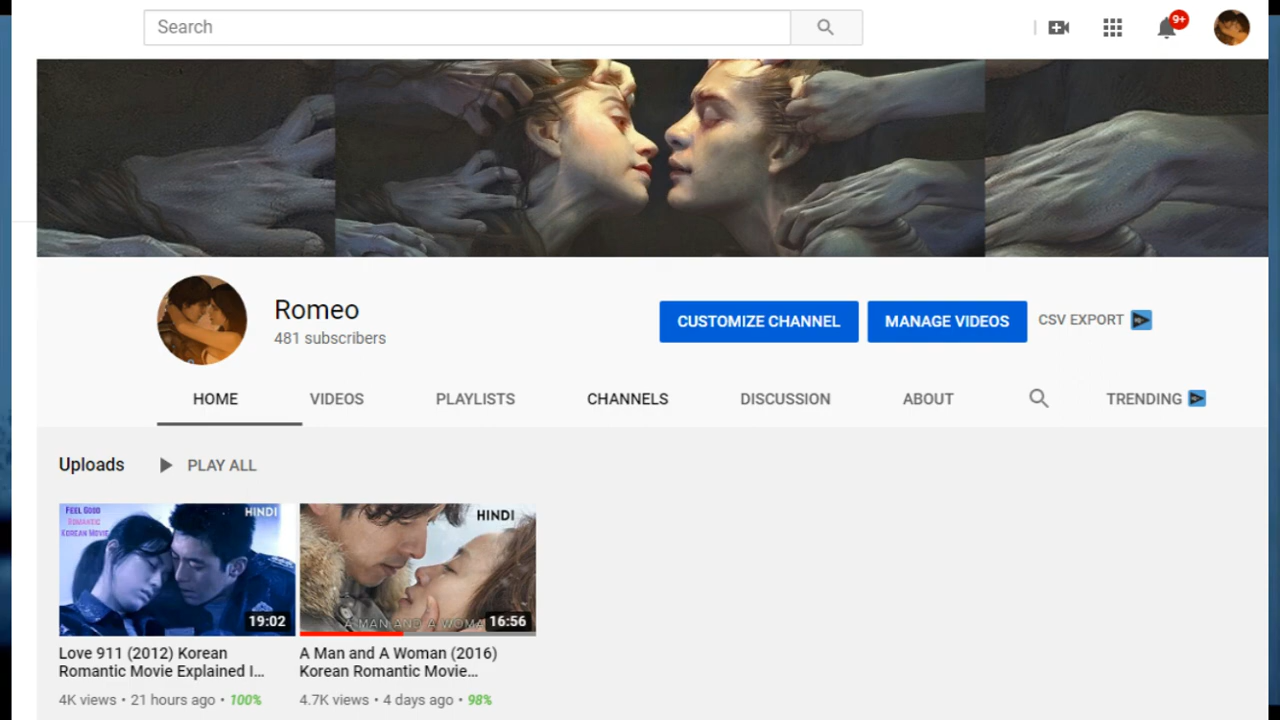 Search
9+
Romeo
481 subscribers
CUSTOMIZE CHANNEL
MANAGE VIDEOS
CSV EXPORT
HOME
VIDEOS
PLAYLISTS
CHANNELS
DISCUSSION
ABOUT
TRENDING
Uploads
PLAY ALL
FEEL GOOD
ROMANTIC
KOREAN MOVIE
HINDI
19:02
HINDI
A MAN AND A WOMA
16:56
Love 911 (2012) Korean
Romantic Movie Explained I...
4K views • 21 hours ago • 100%
A Man and A Woman (2016)
Korean Romantic Movie...
4.7K views • 4 days ago • 98%